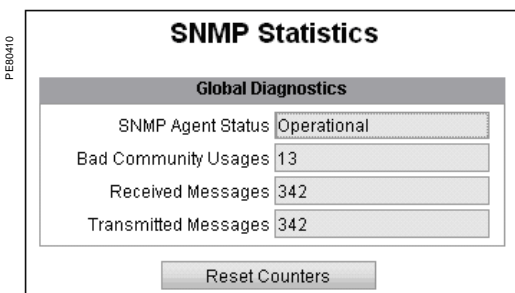 PE80410
SNMP Statistics
Global Diagnostics
SNMP Agent Status Operational
Bad Community Usages 13
Received Messages 342
Transmitted Messages 342
Reset Counters